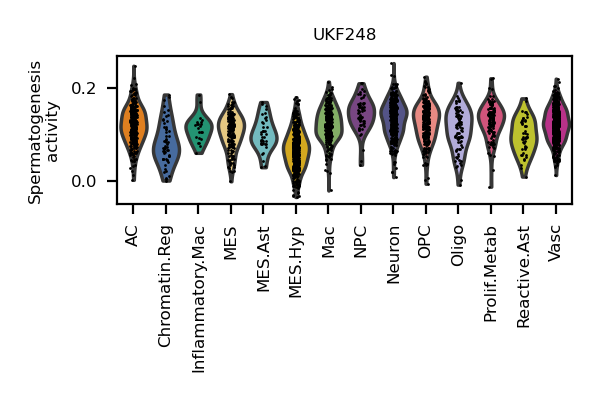 UKF248
Spermatogenesis
activity
0.2
0.0
AC
Chromatin.Reg
Inflammatory.Mac
MES
MES.Ast
MES.Hyp
Mac
NPC
Neuron
OPC
Oligo
Prolif.Metab
Reactive.Ast
Vasc